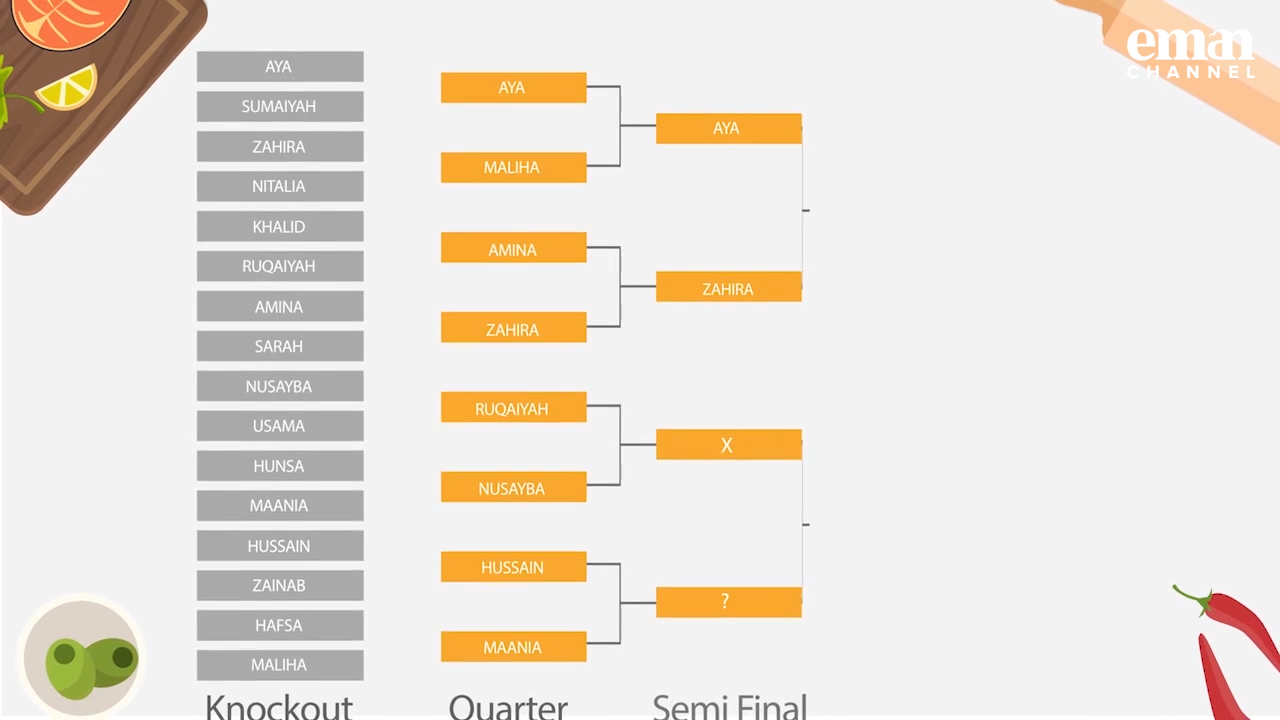 eman
CHANNEL
AYA
SUMAIYAH
ZAHIRA
NITALIA
KHALID
RUQAIYAH
AMINA
SARAH
NUSAYBA
USAMA
HUNSA
MAANIA
HUSSAIN
ZAINAB
HAFSA
MALIHA
Knockout
AYA
MALIHA
AMINA
ZAHIRA
RUQAIYAH
NUSAYBA
HUSSAIN
MAANIA
Quarter
AYA
ZAHIRA
X
?
Semi Final